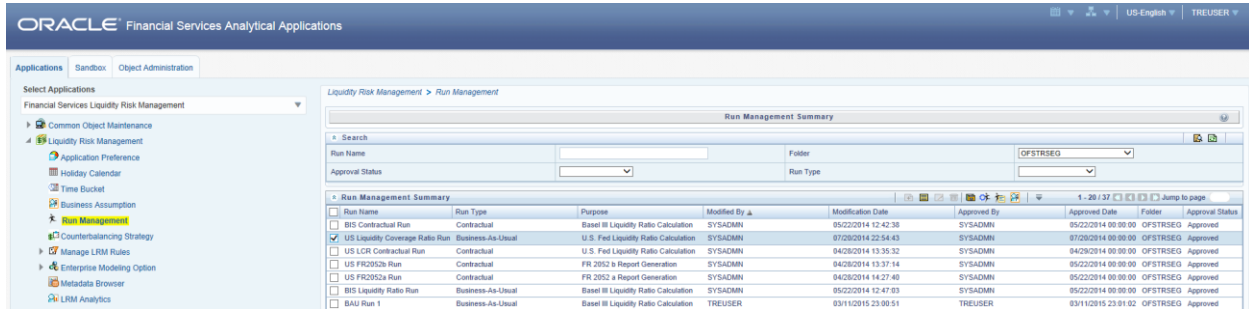 ORACLE Financial Services Analytical Applications
US-English TREUSER
Applications Sandbox Object Administration
Select Applications
Financial Services Liquidity Risk Management
Common Object Maintenance
Liquidity Risk Management
Application Preference
Holiday Calendar
Time Bucket
Business Assumption
Run Management
Counterbalancing Strategy
Manage LRM Rules
Enterprise Modeling Option
Metadata Browser
LRM Analytics
Liquidity Risk Management > Run Management
Run Management Summary
Search
Run Name Folder OFSTRSEG
Approval Status Run Type
Run Management Summary 1 - 20 / 37 Jump to page
Run Name Run Type Purpose Modified By Modification Date Approved By Approved Date Folder Approval Status
BIS Contractual Run Contractual Basel III Liquidity Ratio Calculation SYSADMN 05/22/2014 12:42:38 SYSADMN 05/22/2014 00:00:00 OFSTRSEG Approved
US Liquidity Coverage Ratio Run Business-As-Usual U.S. Fed Liquidity Ratio Calculation SYSADMN 07/20/2014 22:54:43 SYSADMN 07/20/2014 00:00:00 OFSTRSEG Approved
US LCR Contractual Run Contractual U.S. Fed Liquidity Ratio Calculation SYSADMN 04/28/2014 13:35:32 SYSADMN 04/29/2014 00:00:00 OFSTRSEG Approved
US FR2052b Run Contractual FR 2052 b Report Generation SYSADMN 04/28/2014 13:37:14 SYSADMN 05/22/2014 00:00:00 OFSTRSEG Approved
US FR2052a Run Contractual FR 2052 a Report Generation SYSADMN 04/28/2014 14:27:40 SYSADMN 05/22/2014 00:00:00 OFSTRSEG Approved
BIS Liquidity Ratio Run Business-As-Usual Basel III Liquidity Ratio Calculation SYSADMN 05/22/2014 12:47:03 SYSADMN 05/22/2014 00:00:00 OFSTRSEG Approved
BAU Run 1 Business-As-Usual Basel III Liquidity Ratio Calculation TREUSER 03/11/2015 23:00:51 TREUSER 03/11/2015 23:01:02 OFSTRSEG Approved